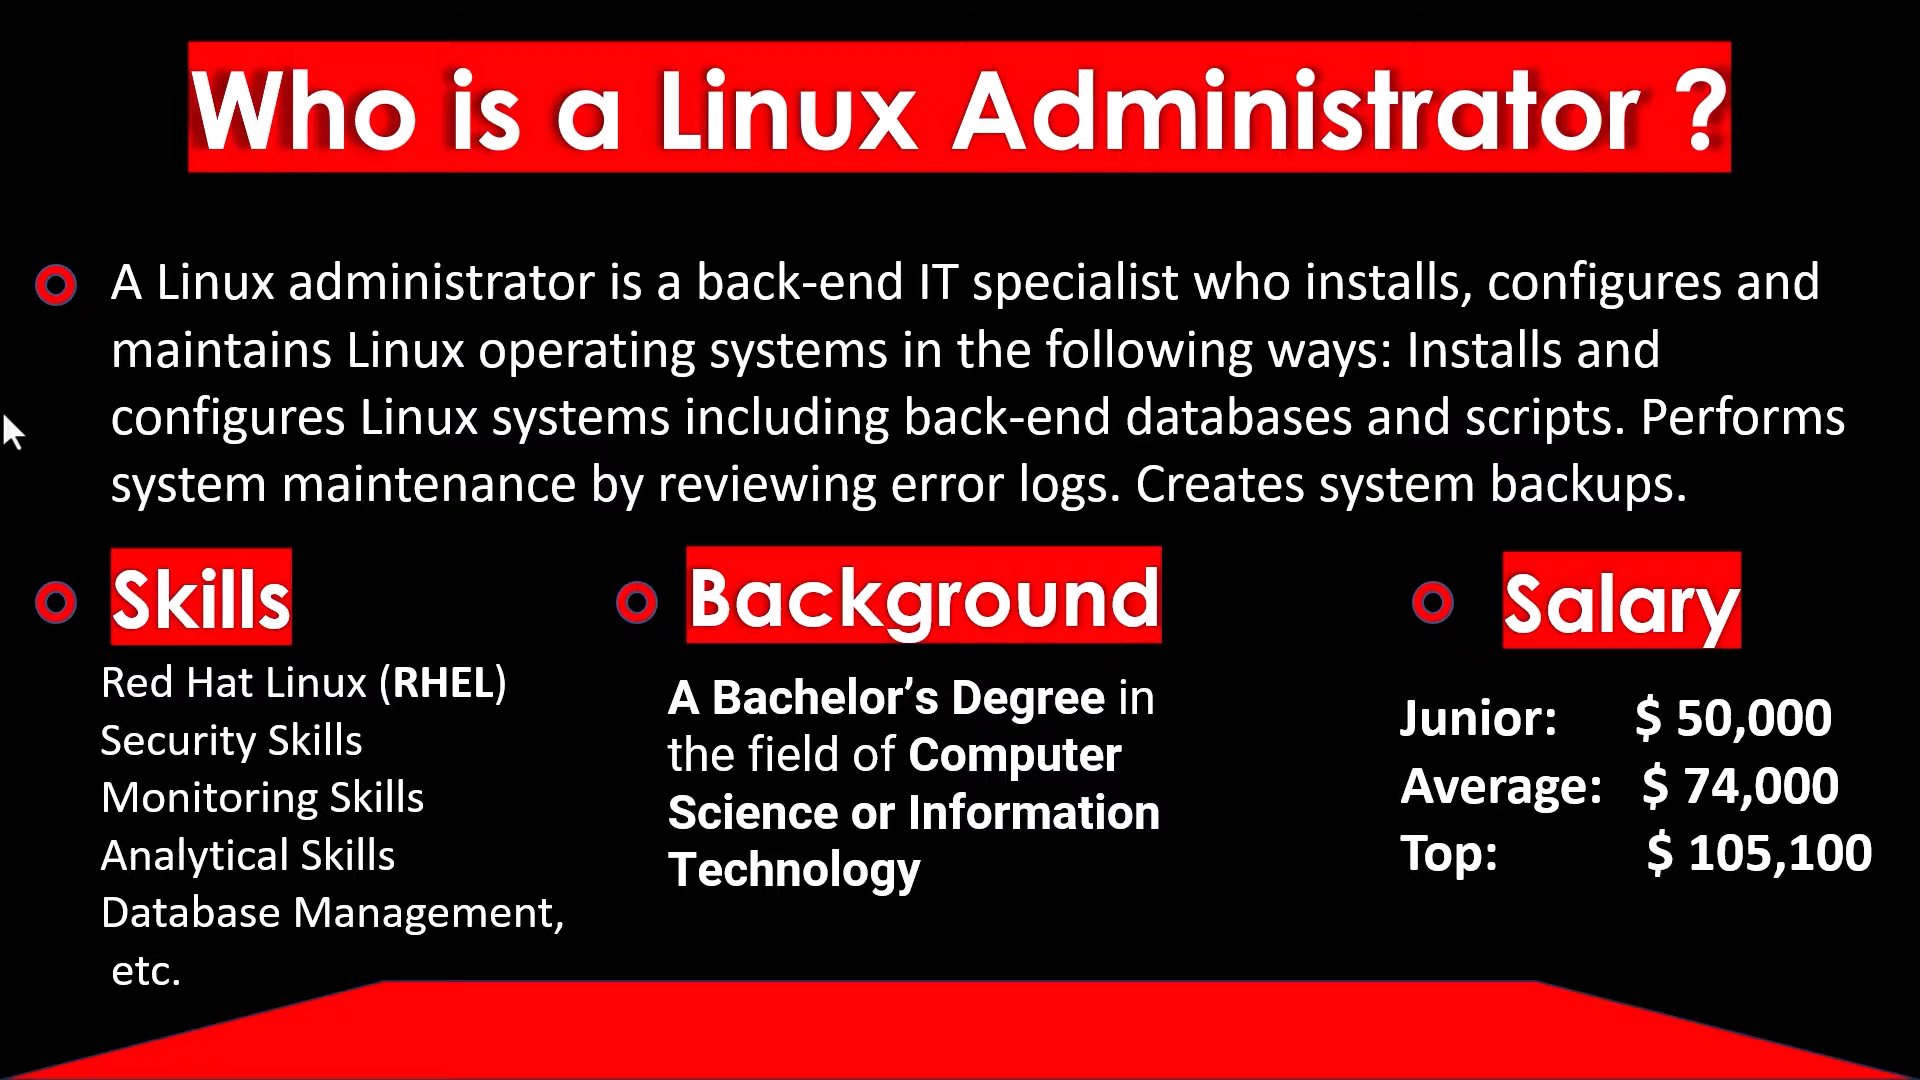 Who is a Linux Administrator ?
A Linux administrator is a back-end IT specialist who installs, configures and
maintains Linux operating systems in the following ways: Installs and
configures Linux systems including back-end databases and scripts. Performs
system maintenance by reviewing error logs. Creates system backups.
Skills
Red Hat Linux (RHEL)
Security Skills
Monitoring Skills
Analytical Skills
Database Management,
etc.
Background
A Bachelor’s Degree in
the field of Computer
Science or Information
Technology
Salary
Junior: $ 50,000
Average: $ 74,000
Top: $ 105,100